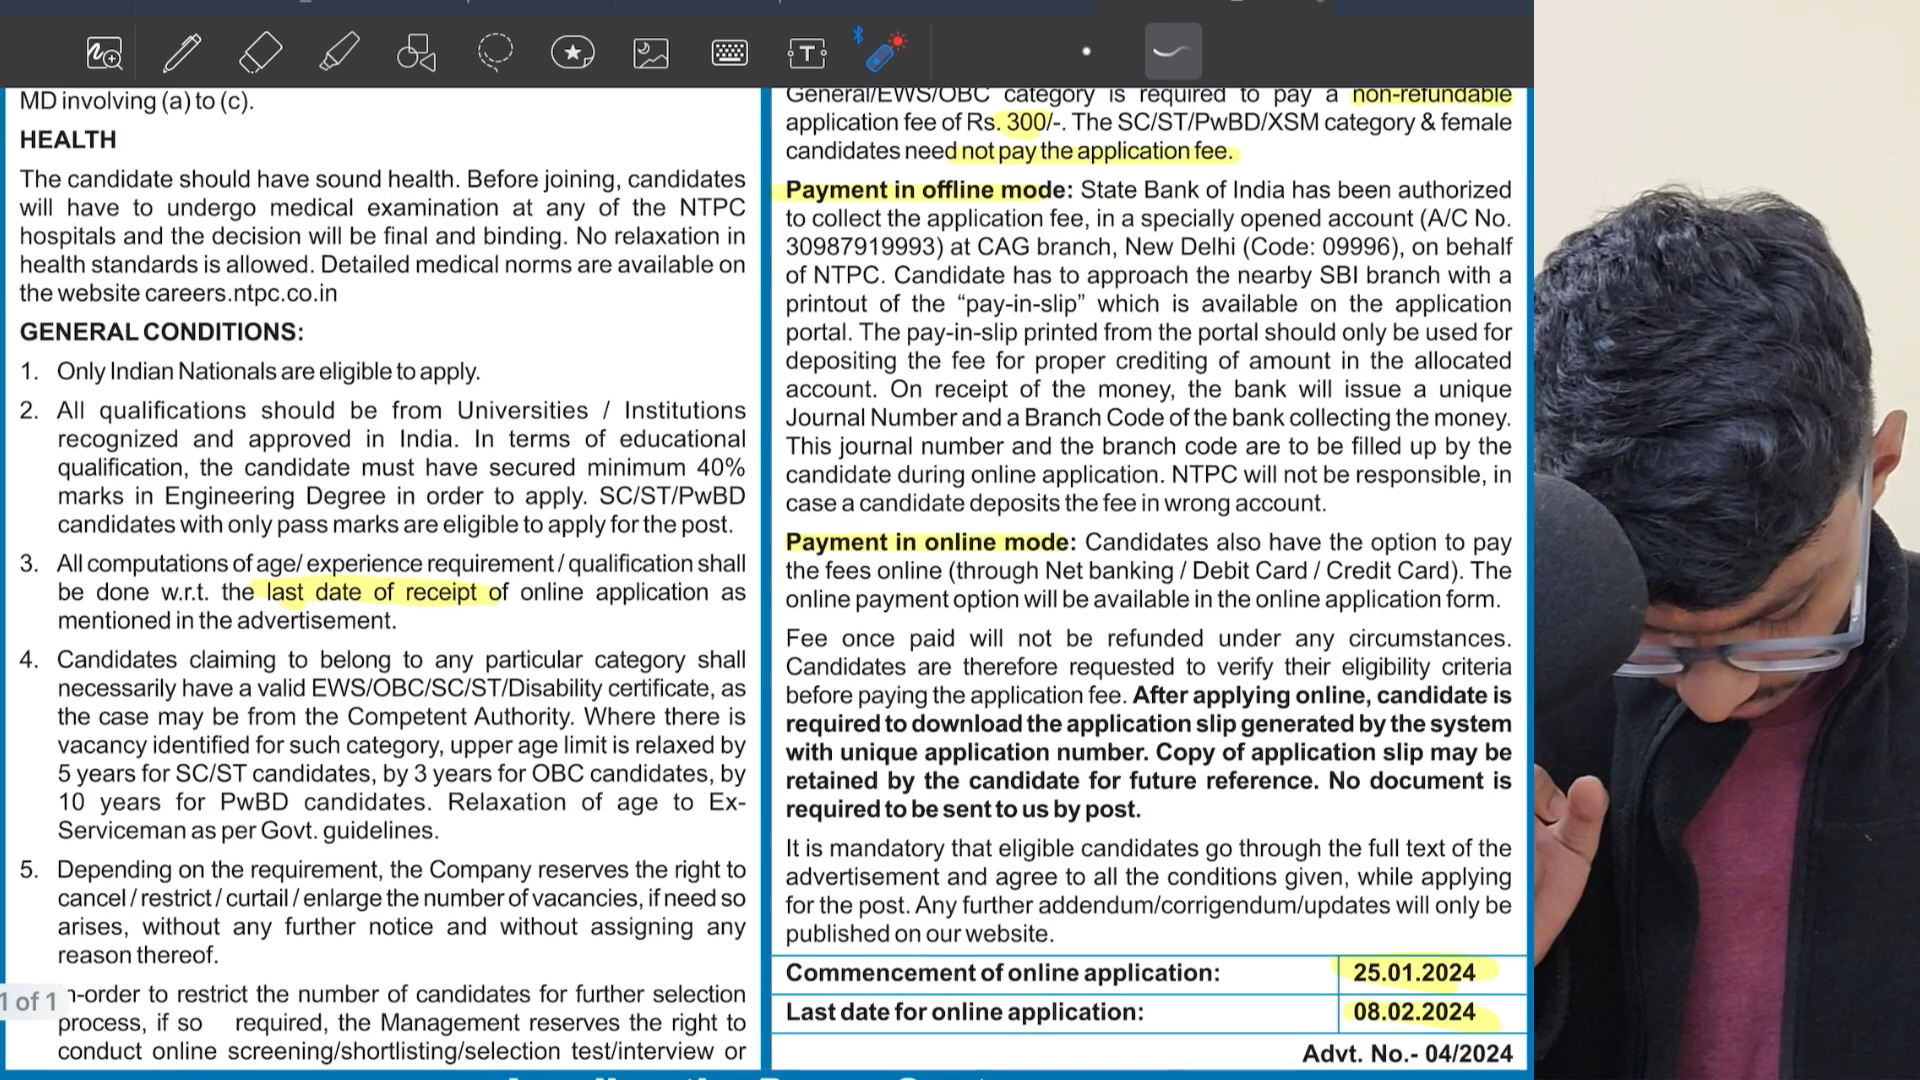 MD involving (a) to (c).
HEALTH
The candidate should have sound health. Before joining, candidates
will have to undergo medical examination at any of the NTPC
hospitals and the decision will be final and binding. No relaxation in
health standards is allowed. Detailed medical norms are available on
the website careers.ntpc.co.in
GENERAL CONDITIONS:
1. Only Indian Nationals are eligible to apply.
2. All qualifications should be from Universities / Institutions
recognized and approved in India. In terms of educational
qualification, the candidate must have secured minimum 40%
marks in Engineering Degree in order to apply. SC/ST/PwBD
candidates with only pass marks are eligible to apply for the post.
3. All computations of age/ experience requirement / qualification shall
be done w.r.t. the last date of receipt of online application as
mentioned in the advertisement.
4. Candidates claiming to belong to any particular category shall
necessarily have a valid EWS/OBC/SC/ST/Disability certificate, as
the case may be from the Competent Authority. Where there is
vacancy identified for such category, upper age limit is relaxed by
5 years for SC/ST candidates, by 3 years for OBC candidates, by
10 years for PwBD candidates. Relaxation of age to Ex-
Serviceman as per Govt. guidelines.
5. Depending on the requirement, the Company reserves the right to
cancel / restrict / curtail / enlarge the number of vacancies, if need so
arises, without any further notice and without assigning any
reason thereof.
1 of 1
n-order to restrict the number of candidates for further selection
process, if so required, the Management reserves the right to
conduct online screening/shortlisting/selection test/interview or
General/EWS/OBC category is required to pay a non-refundable
application fee of Rs. 300/-. The SC/ST/PwBD/XSM category & female
candidates need not pay the application fee.
Payment in offline mode: State Bank of India has been authorized
to collect the application fee, in a specially opened account (A/C No.
30987919993) at CAG branch, New Delhi (Code: 09996), on behalf
of NTPC. Candidate has to approach the nearby SBI branch with a
printout of the “pay-in-slip” which is available on the application
portal. The pay-in-slip printed from the portal should only be used for
depositing the fee for proper crediting of amount in the allocated
account. On receipt of the money, the bank will issue a unique
Journal Number and a Branch Code of the bank collecting the money.
This journal number and the branch code are to be filled up by the
candidate during online application. NTPC will not be responsible, in
case a candidate deposits the fee in wrong account.
Payment in online mode: Candidates also have the option to pay
the fees online (through Net banking / Debit Card / Credit Card). The
online payment option will be available in the online application form.
Fee once paid will not be refunded under any circumstances.
Candidates are therefore requested to verify their eligibility criteria
before paying the application fee. After applying online, candidate is
required to download the application slip generated by the system
with unique application number. Copy of application slip may be
retained by the candidate for future reference. No document is
required to be sent to us by post.
It is mandatory that eligible candidates go through the full text of the
advertisement and agree to all the conditions given, while applying
for the post. Any further addendum/corrigendum/updates will only be
published on our website.
Commencement of online application: 25.01.2024
Last date for online application: 08.02.2024
Advt. No.- 04/2024